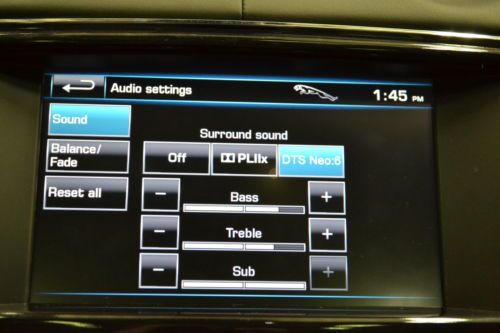 Audio settings
1:45 PM
Sound
Surround sound
Balance/
Fade
Off
PLIIx
DTS Neo:6
Reset all
− Bass +
− Treble +
− Sub +